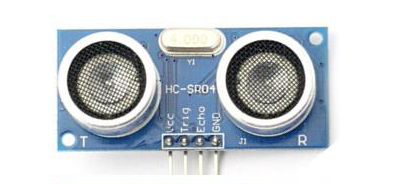 4.000
Y1
HC-SR04
Vcc
Trig
Echo
GND
J1
T
R